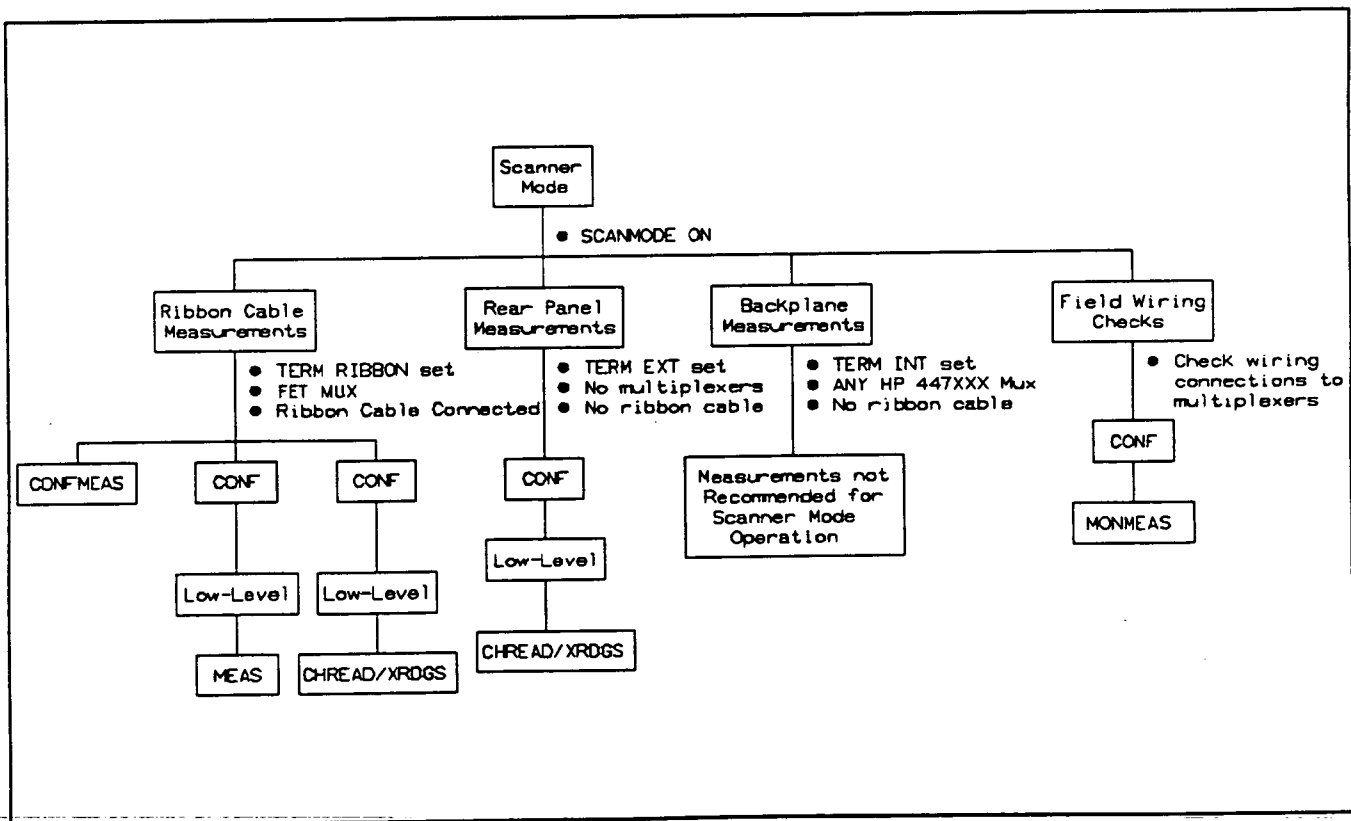 Scanner
Mode
● SCANMODE ON
Ribbon Cable
Measurements
● TERM RIBBON set
● FET MUX
● Ribbon Cable Connected
Rear Panel
Measurements
● TERM EXT set
● No multiplexers
● No ribbon cable
Backplane
Measurements
● TERM INT set
● ANY HP 447XXX Mux
● No ribbon cable
Field Wiring
Checks
● Check wiring
connections to
multiplexers
CONFMEAS
CONF
Low-Level
MEAS
CONF
Low-Level
CHREAD/XRDGS
CONF
Low-Level
CHREAD/XRDGS
Measurements not
Recommended for
Scanner Mode
Operation
CONF
MONMEAS